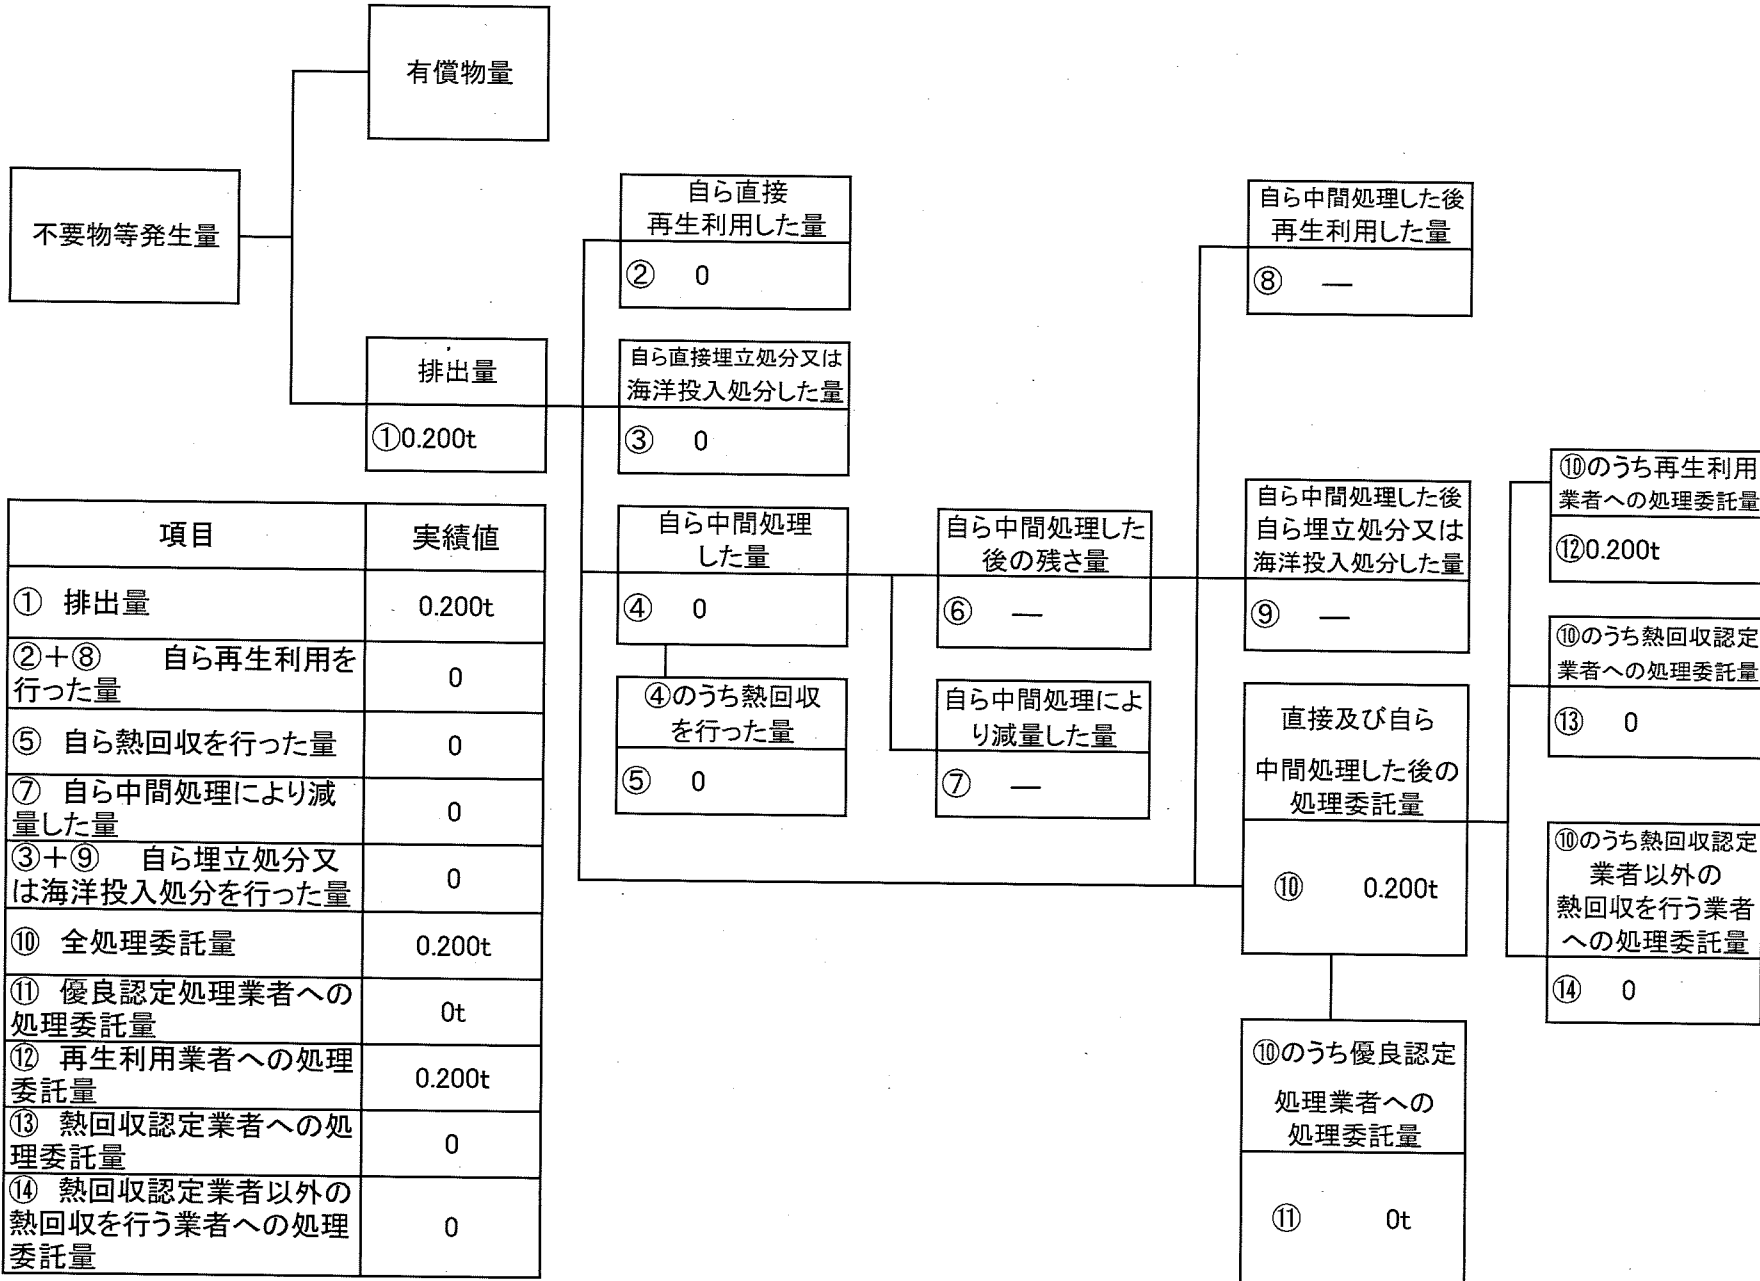 有償物量
不要物等発生量
排出量
①0.200t
自ら直接
再生利用した量
② 0
自ら直接埋立処分又は
海洋投入処分した量
③ 0
自ら中間処理
した量
④ 0
④のうち熱回収
を行った量
⑤ 0
自ら中間処理した
後の残さ量
⑥ ―
自ら中間処理によ
り減量した量
⑦ ―
自ら中間処理した後
再生利用した量
⑧ ―
自ら中間処理した後
自ら埋立処分又は
海洋投入処分した量
⑨ ―
直接及び自ら
中間処理した後の
処理委託量
⑩ 0.200t
⑩のうち優良認定
処理業者への
処理委託量
⑪ 0t
⑩のうち再生利用
業者への処理委託量
⑫0.200t
⑩のうち熱回収認定
業者への処理委託量
⑬ 0
⑩のうち熱回収認定
業者以外の
熱回収を行う業者
への処理委託量
⑭ 0
項目 実績値
① 排出量 0.200t
②＋⑧ 自ら再生利用を
行った量 0
⑤ 自ら熱回収を行った量 0
⑦ 自ら中間処理により減
量した量 0
③＋⑨ 自ら埋立処分又
は海洋投入処分を行った量 0
⑩ 全処理委託量 0.200t
⑪ 優良認定処理業者への
処理委託量 0t
⑫ 再生利用業者への処理
委託量 0.200t
⑬ 熱回収認定業者への処
理委託量 0
⑭ 熱回収認定業者以外の
熱回収を行う業者への処理
委託量 0